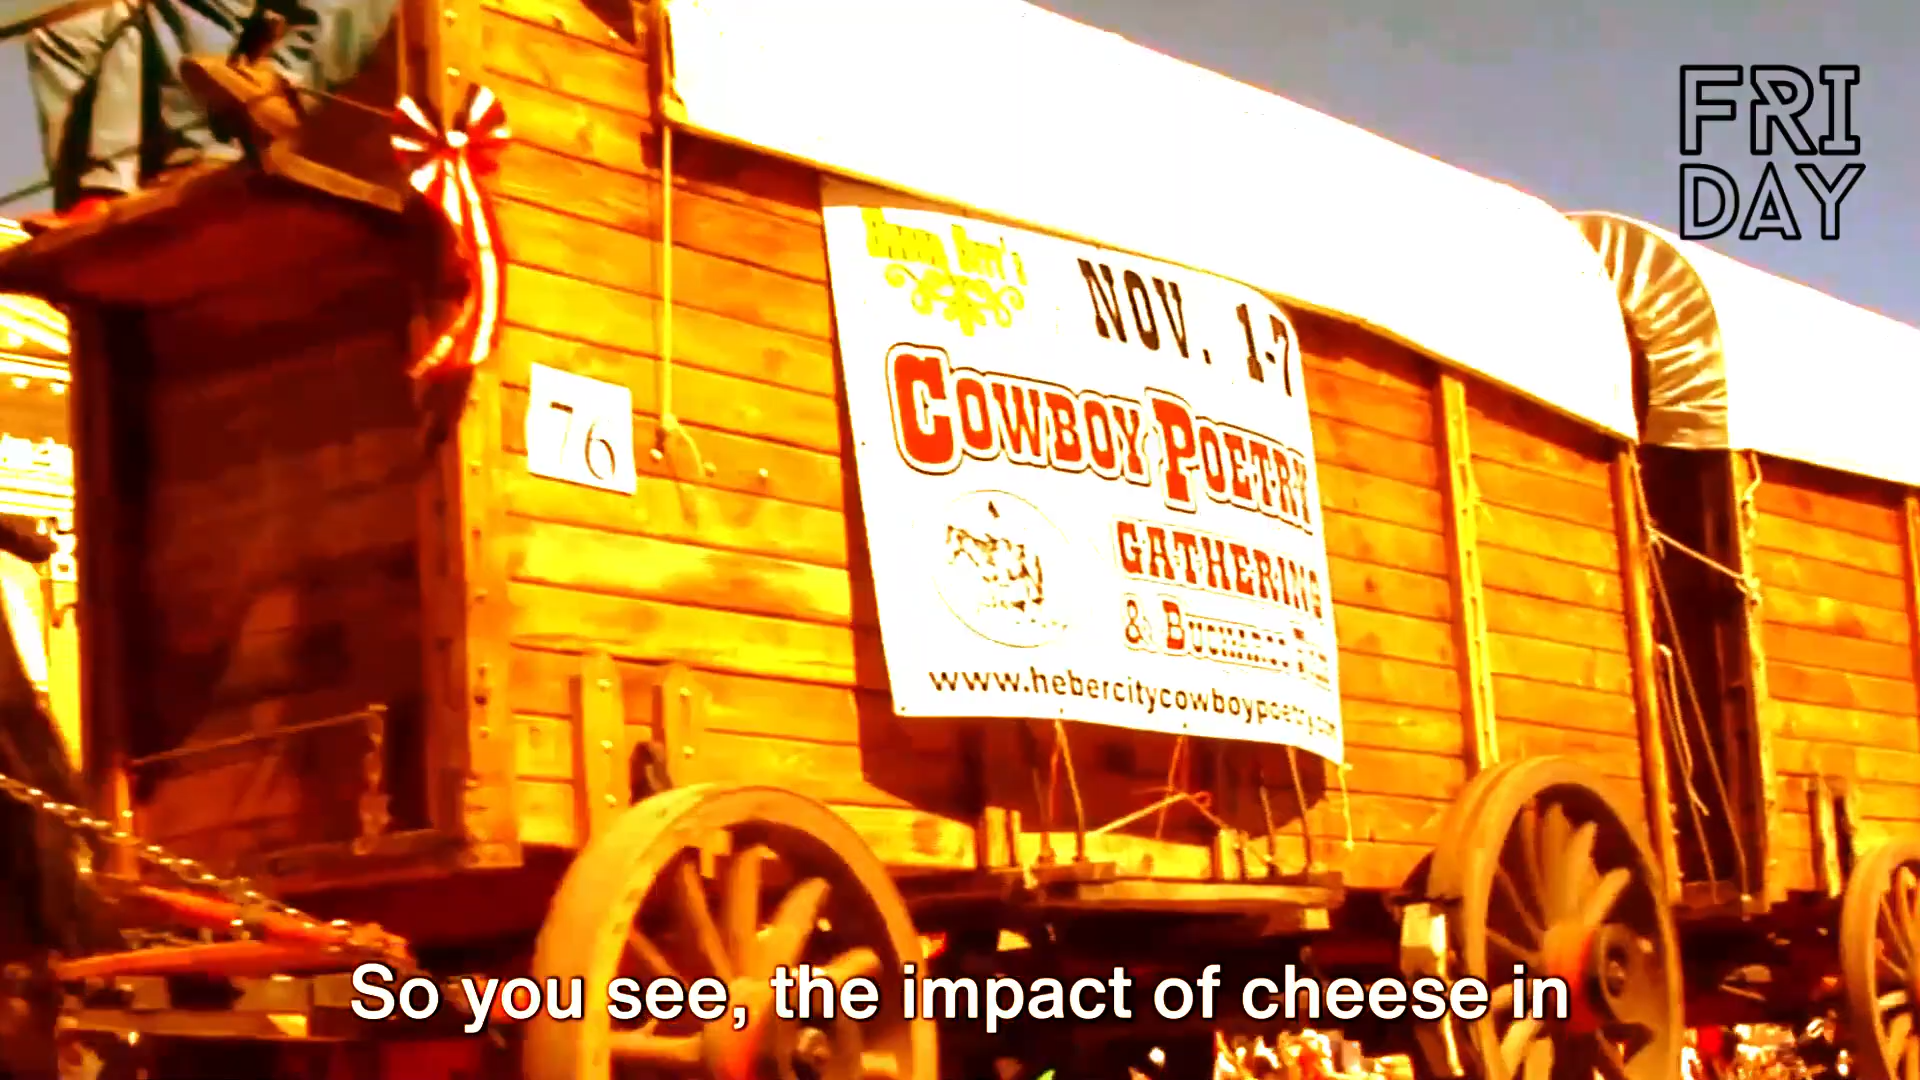 FRI
DAY
NOV. 1-7
COWBOY POETRY
GATHERING
&
www.hebercitycowboypoetry.com
76
So you see, the impact of cheese in